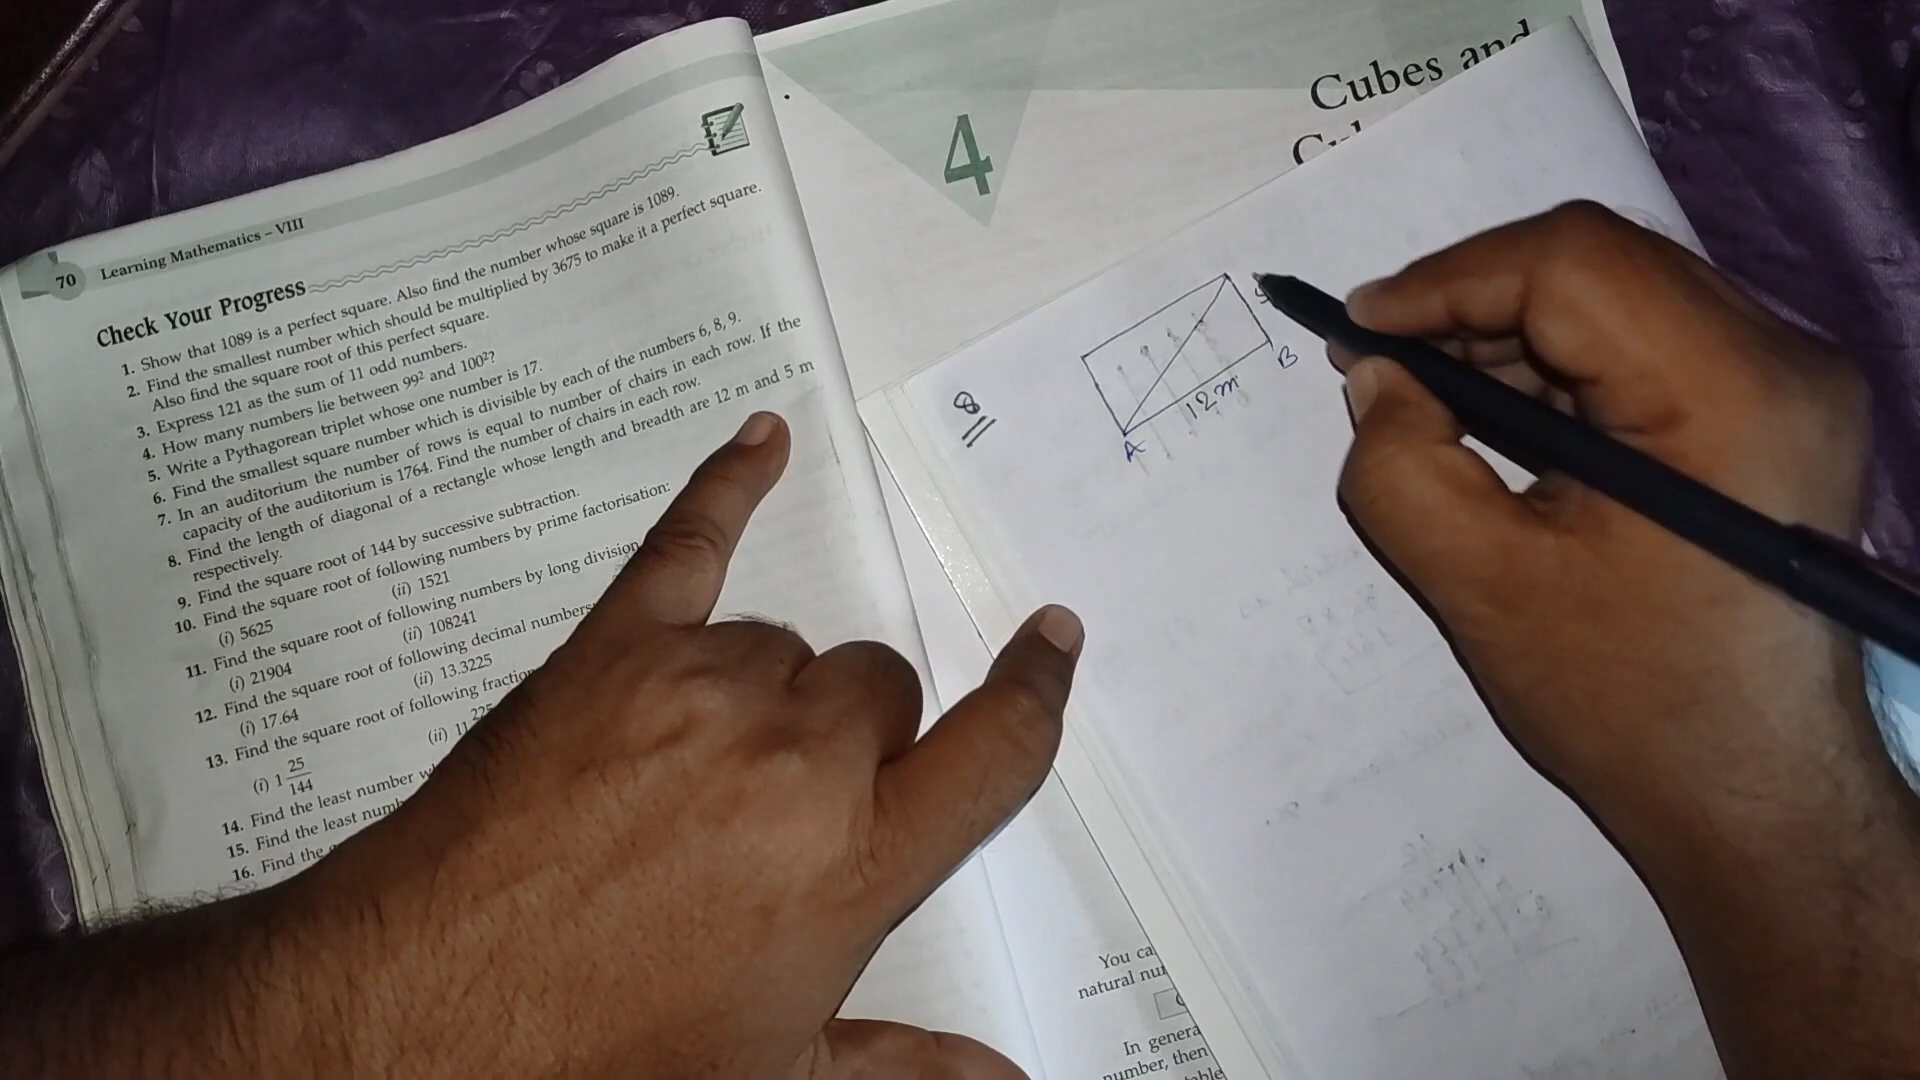 70 Learning Mathematics – VIII
Check Your Progress
1. Show that 1089 is a perfect square. Also find the number whose square is 1089.
2. Find the smallest number which should be multiplied by 3675 to make it a perfect square.
Also find the square root of this perfect square.
3. Express 121 as the sum of 11 odd numbers.
4. How many numbers lie between 99² and 100²?
5. Write a Pythagorean triplet whose one number is 17.
6. Find the smallest square number which is divisible by each of the numbers 6, 8, 9.
7. In an auditorium the number of rows is equal to number of chairs in each row. If the
capacity of the auditorium is 1764. Find the number of chairs in each row.
8. Find the length of diagonal of a rectangle whose length and breadth are 12 m and 5 m
respectively.
9. Find the square root of 144 by successive subtraction.
10. Find the square root of following numbers by prime factorisation:
(i) 5625 (ii) 1521
11. Find the square root of following numbers by long division
(i) 21904 (ii) 108241
12. Find the square root of following decimal numbers
(i) 17.64 (ii) 13.3225
13. Find the square root of following fraction
(i) 1 25/144 (ii) 11 225
14. Find the least number
15. Find the least
16. Find the
4
Cubes and
8
A 12m B
5
You ca
natural nu
In genera
number, then